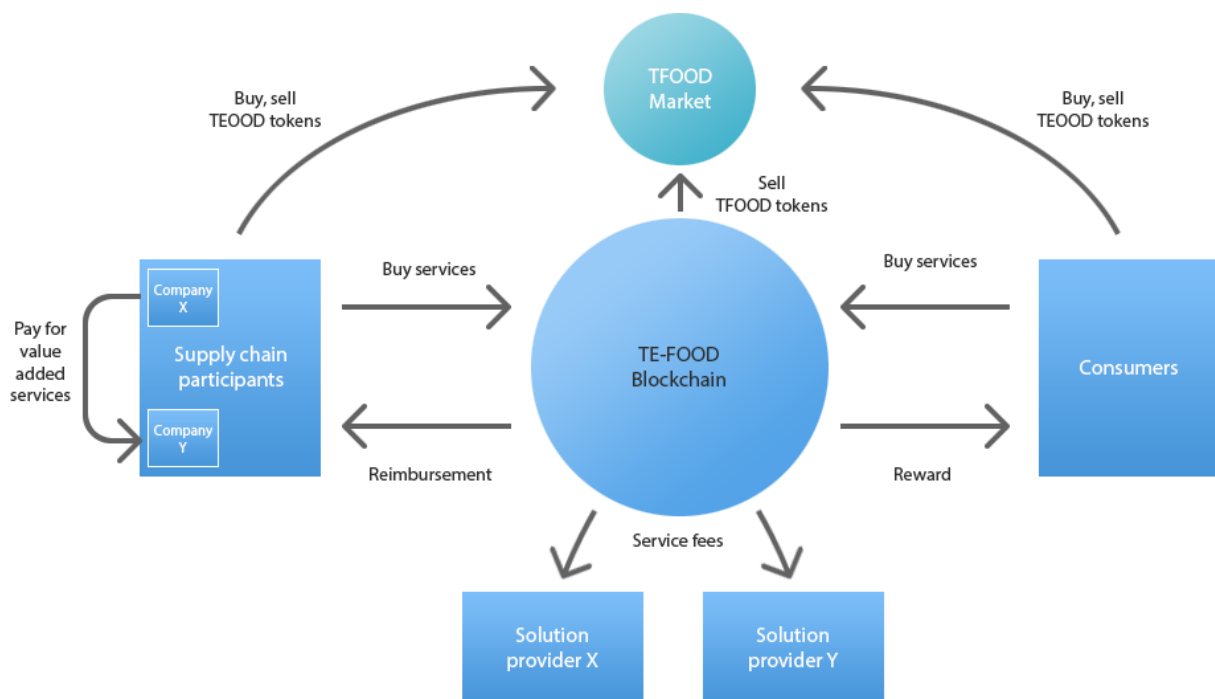 TFOOD
Market
Buy, sell
TEOOD tokens
Buy, sell
TEOOD tokens
Sell
TFOOD tokens
Company
X
Buy services
Buy services
Pay for
value
added
services
Supply chain
participants
TE-FOOD
Blockchain
Consumers
Company
Y
Reimbursement
Reward
Service fees
Solution
provider X
Solution
provider Y